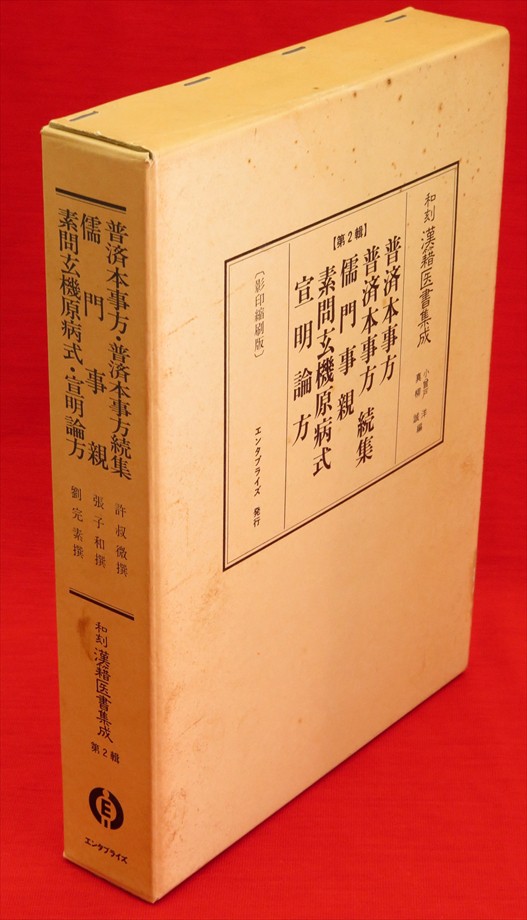 和刻 漢籍医書集成
小曽戸 洋
真柳 誠 編
【第2輯】
普済本事方
普済本事方 続集
儒門事親
素問玄機原病式
宣明論方
〔影印縮刷版〕
エンタプライズ 発行
普済本事方・普済本事方続集
儒門事親
素問玄機原病式・宣明論方
許叔微撰
張子和撰
劉完素撰
和刻 漢籍医書集成
第2輯
E
エンタプライズ